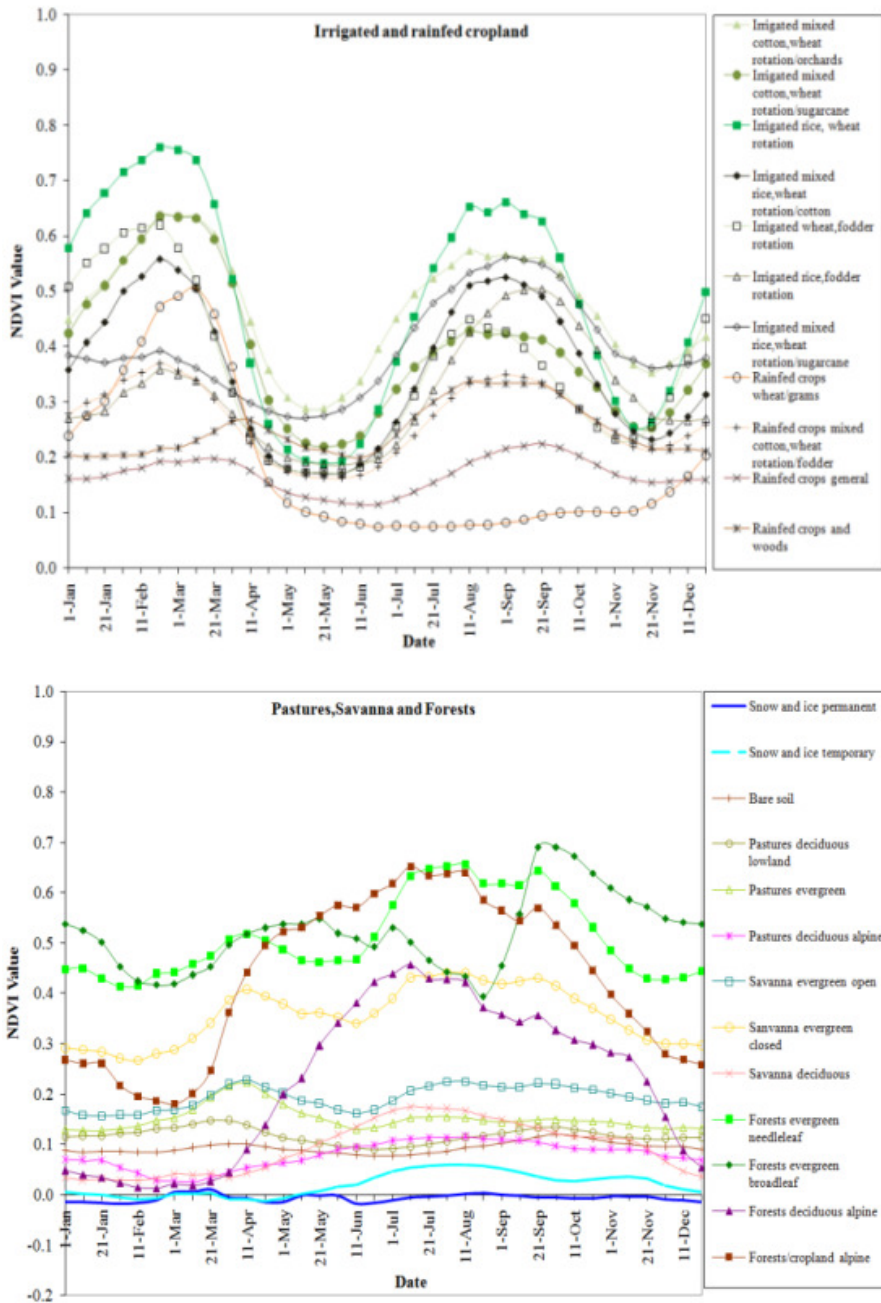 Irrigated and rainfed cropland
1.0
0.9
0.8
0.7
0.6
0.5
0.4
0.3
0.2
0.1
0.0
NDVI Value
1-Jan
21-Jan
11-Feb
1-Mar
21-Mar
11-Apr
1-May
21-May
11-Jun
1-Jul
21-Jul
11-Aug
1-Sep
21-Sep
11-Oct
1-Nov
21-Nov
11-Dec
Date
Irrigated mixed
cotton,wheat
rotation/orchards
Irrigated mixed
cotton,wheat
rotation/sugarcane
Irrigated rice, wheat
rotation
Irrigated mixed
rice,wheat
rotation/cotton
Irrigated wheat,fodder
rotation
Irrigated rice,fodder
rotation
Irrigated mixed
rice,wheat
rotation/sugarcane
Rainfed crops
wheat/grams
Rainfed crops mixed
cotton,wheat
rotation/fodder
Rainfed crops general
Rainfed crops and
woods
Pastures,Savanna and Forests
1.0
0.9
0.8
0.7
0.6
0.5
0.4
0.3
0.2
0.1
0.0
-0.1
-0.2
NDVI Value
1-Jan
21-Jan
11-Feb
1-Mar
21-Mar
11-Apr
1-May
21-May
11-Jun
1-Jul
21-Jul
11-Aug
1-Sep
21-Sep
11-Oct
1-Nov
21-Nov
11-Dec
Date
Snow and ice permanent
Snow and ice temporary
Bare soil
Pastures deciduous
lowland
Pastures evergreen
Pastures deciduous alpine
Savanna evergreen open
Sanvanna evergreen
closed
Savanna deciduous
Forests evergreen
needleleaf
Forests evergreen
broadleaf
Forests deciduous alpine
Forests/cropland alpine